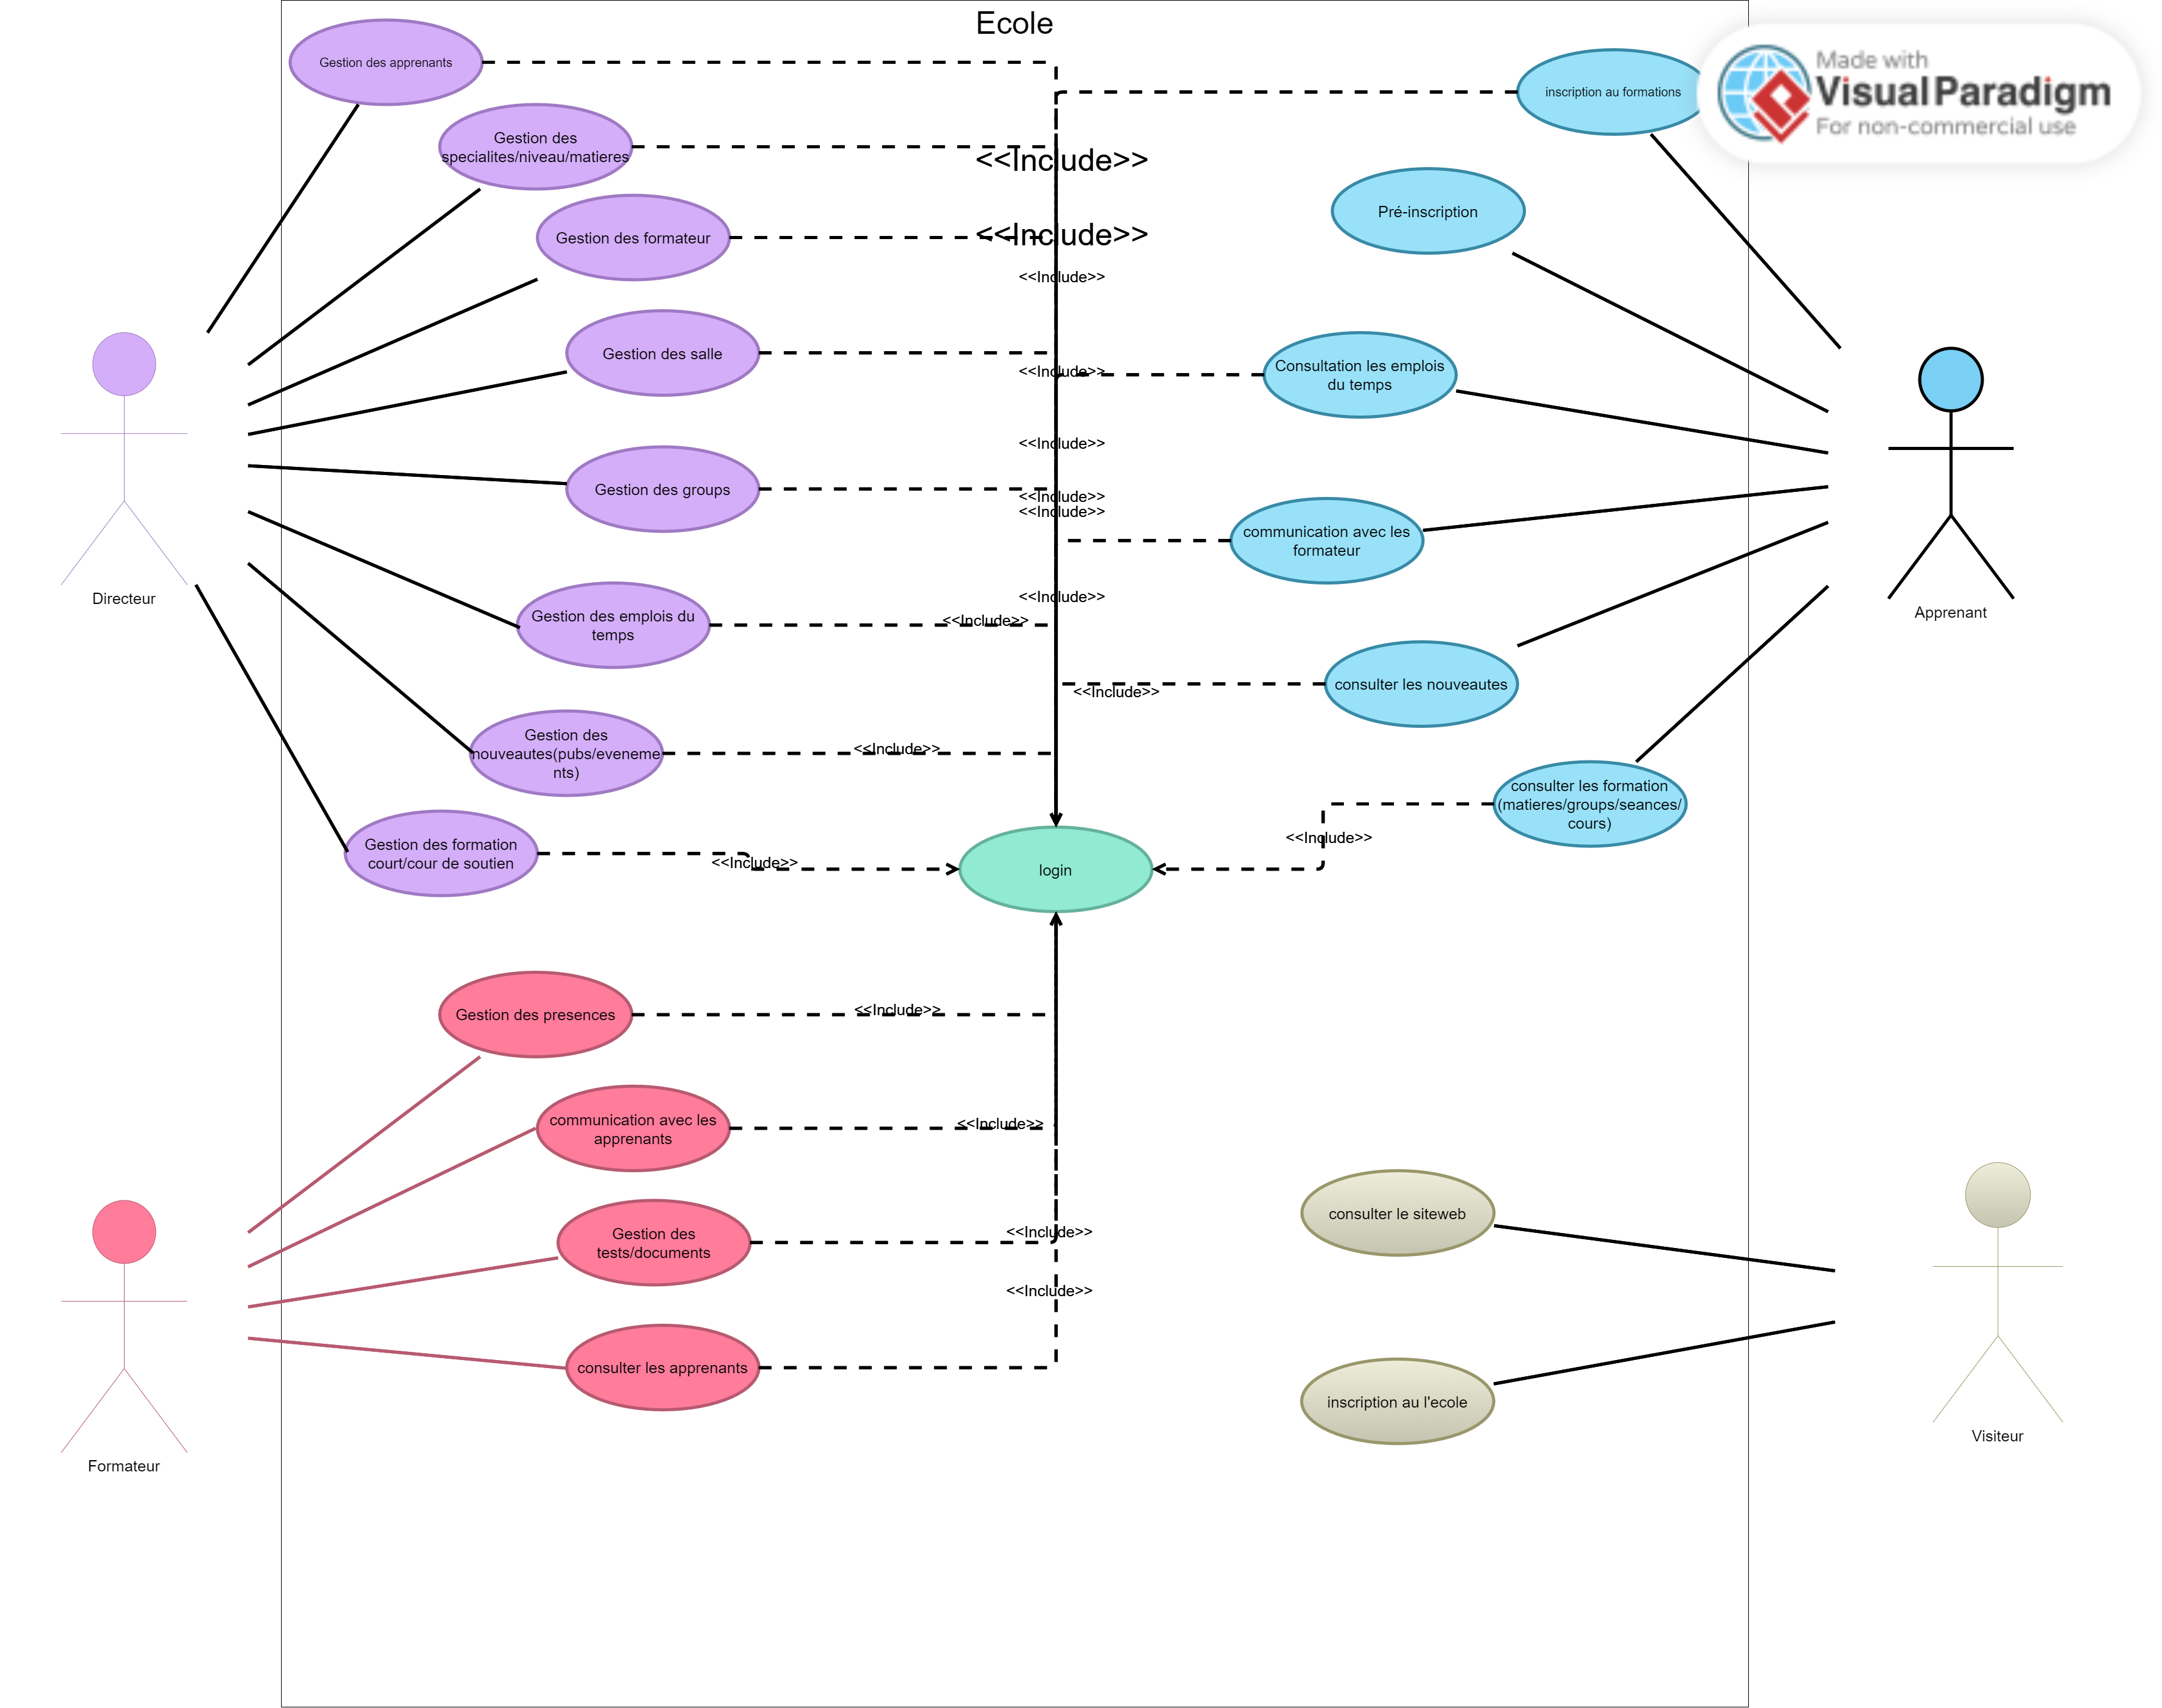 Ecole
Gestion des apprenants
Gestion des
specialites/niveau/matieres
Gestion des formateur
Gestion des salle
Gestion des groups
Gestion des emplois du
temps
Gestion des
nouveautes(pubs/eveneme
nts)
Gestion des formation
court/cour de soutien
Directeur
<<Include>>
<<Include>>
<<Include>>
<<Include>>
<<Include>>
<<Include>>
<<Include>>
<<Include>>
<<Include>>
<<Include>>
<<Include>>
<<Include>>
<<Include>>
login
inscription au formations
Pré-inscription
Consultation les emplois
du temps
communication avec les
formateur
consulter les nouveautes
consulter les formation
(matieres/groups/seances/
cours)
Apprenant
Made with
Visual Paradigm
For non-commercial use
Gestion des presences
communication avec les
apprenants
Gestion des
tests/documents
consulter les apprenants
Formateur
<<Include>>
<<Include>>
<<Include>>
<<Include>>
consulter le siteweb
inscription au l'ecole
Visiteur